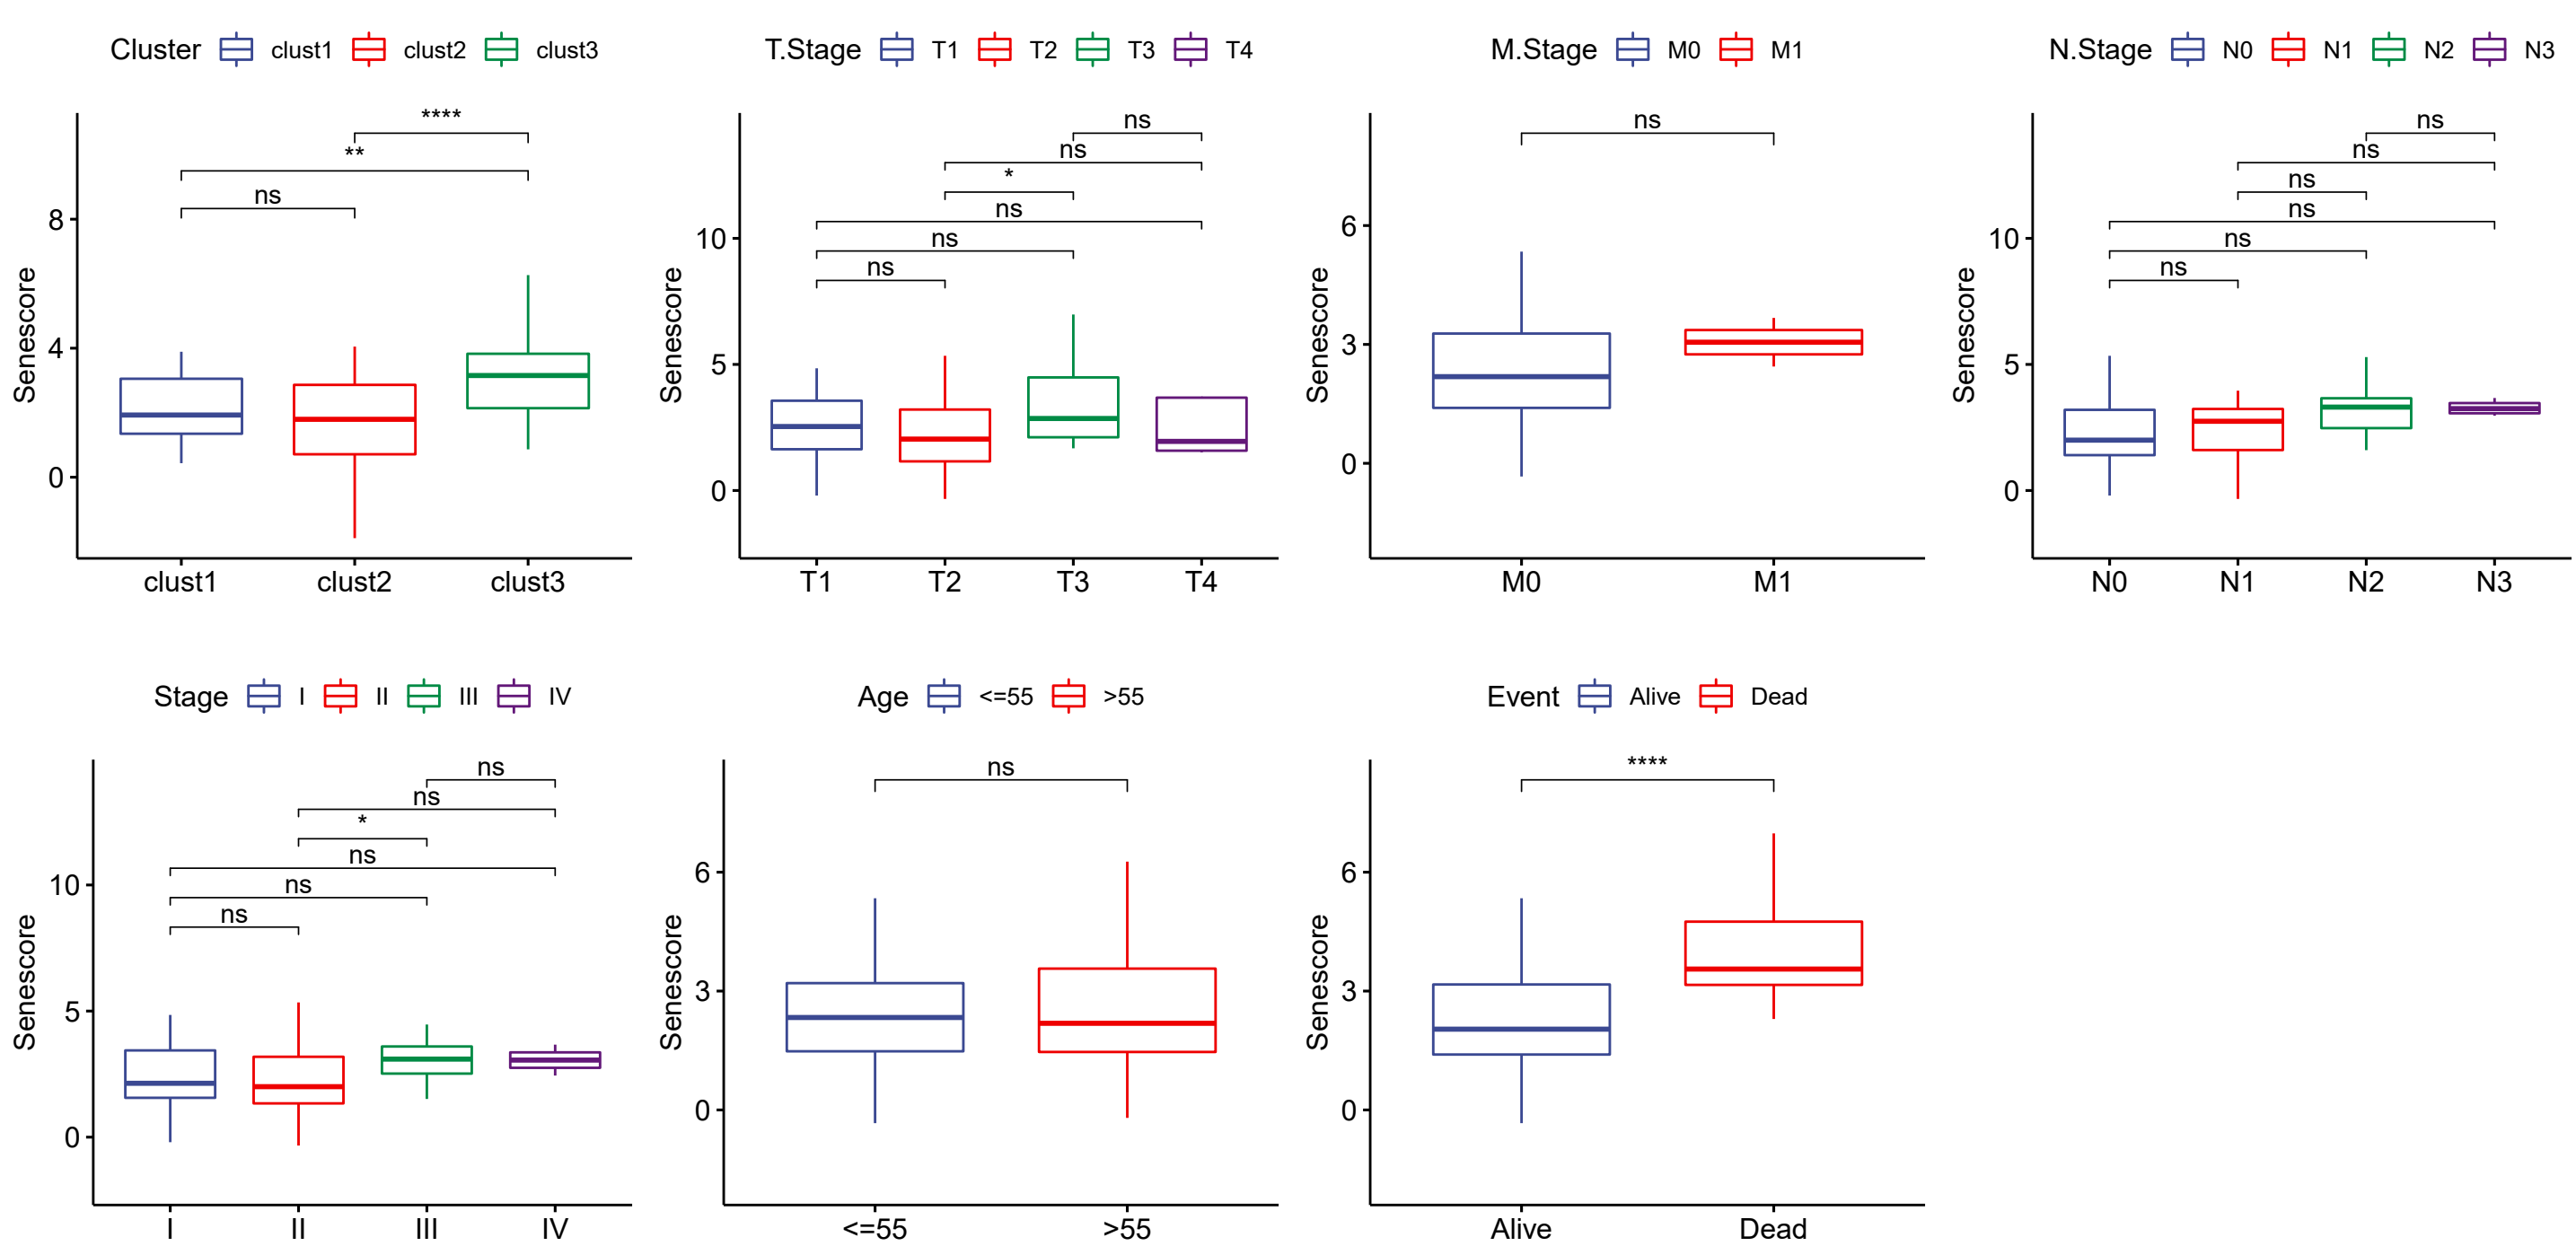 Cluster clust1 clust2 clust3
****
**
ns
8
4
0
Senescore
clust1 clust2 clust3
T.Stage T1 T2 T3 T4
ns
ns
*
ns
ns
ns
10
5
0
Senescore
T1 T2 T3 T4
M.Stage M0 M1
ns
6
3
0
Senescore
M0 M1
N.Stage N0 N1 N2 N3
ns
ns
ns
ns
ns
ns
10
5
0
Senescore
N0 N1 N2 N3
Stage I II III IV
ns
ns
*
ns
ns
ns
10
5
0
Senescore
I II III IV
Age <=55 >55
ns
6
3
0
Senescore
<=55 >55
Event Alive Dead
****
6
3
0
Senescore
Alive Dead